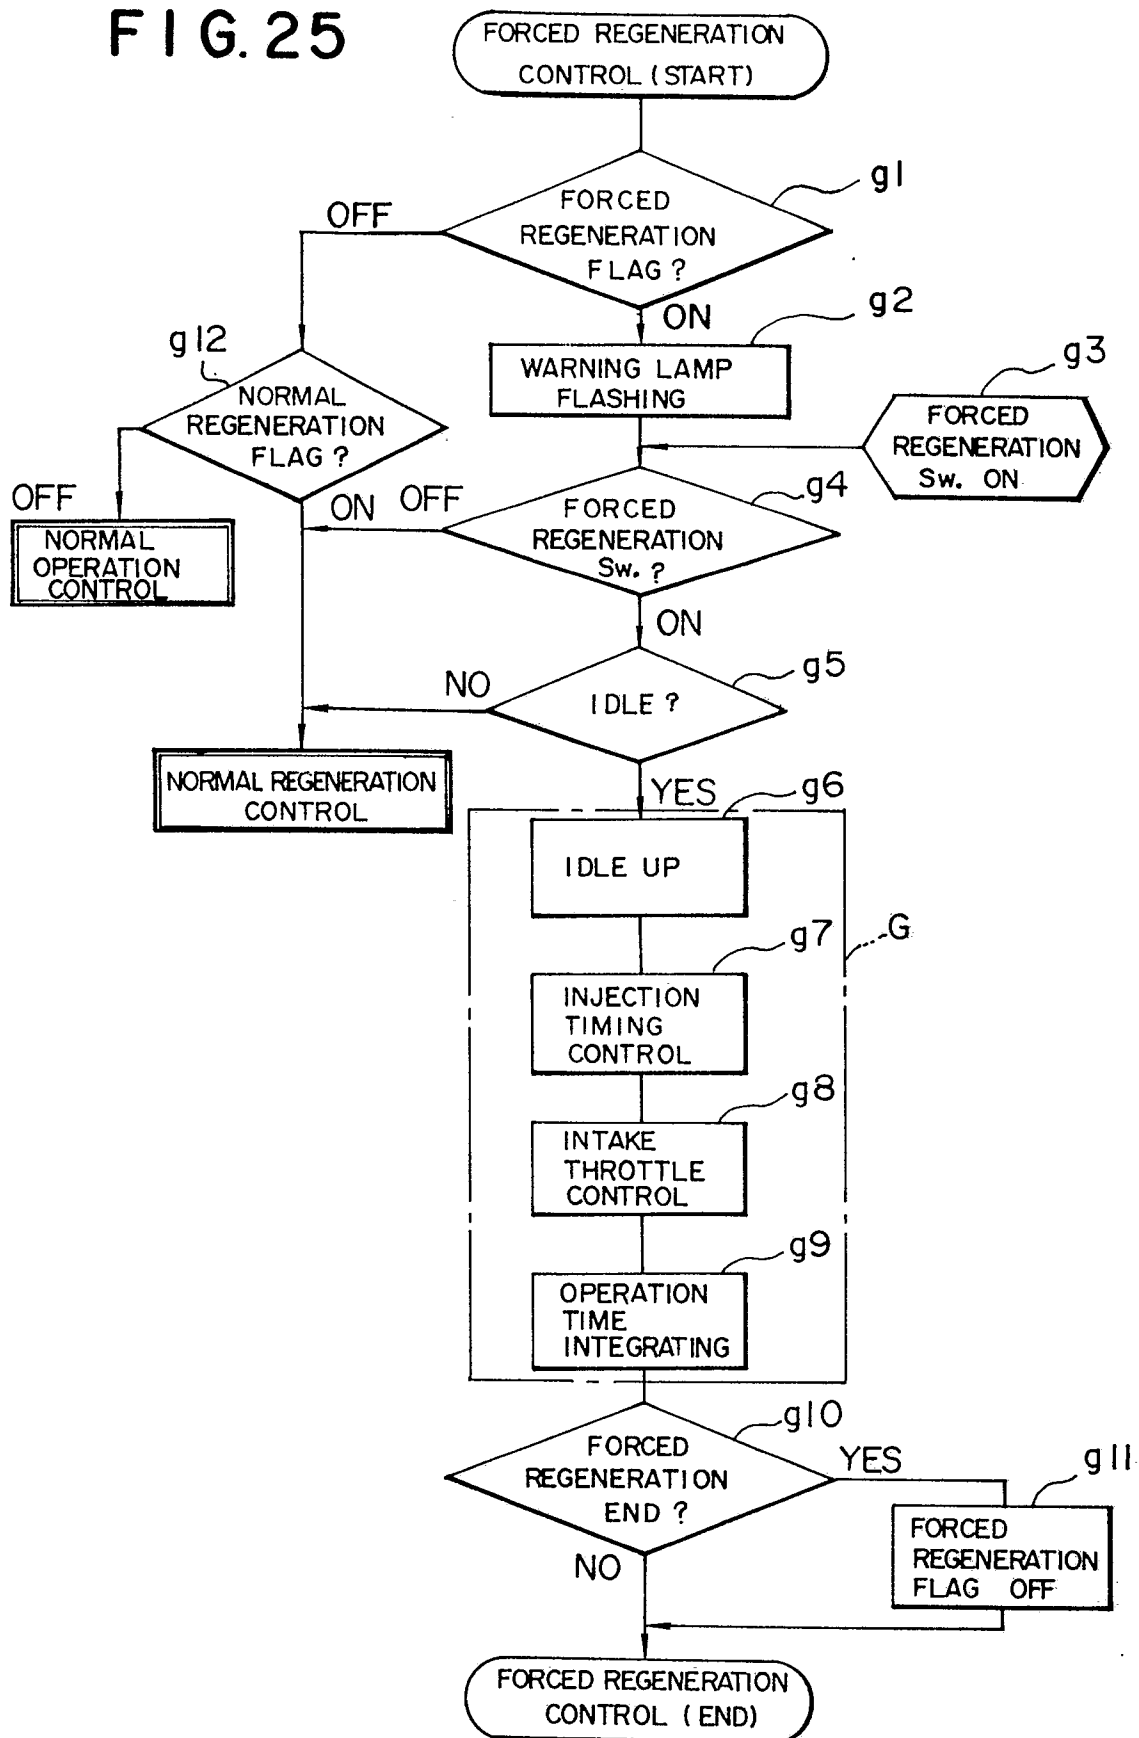 FIG. 25
FORCED REGENERATION
CONTROL (START)
g1
FORCED
REGENERATION
FLAG ?
OFF
ON
g2
WARNING LAMP
FLASHING
g3
FORCED
REGENERATION
Sw. ON
g12
NORMAL
REGENERATION
FLAG ?
OFF
ON
NORMAL
OPERATION
CONTROL
g4
OFF
FORCED
REGENERATION
Sw. ?
ON
g5
NO
IDLE ?
YES
NORMAL REGENERATION
CONTROL
g6
IDLE UP
G
g7
INJECTION
TIMING
CONTROL
g8
INTAKE
THROTTLE
CONTROL
g9
OPERATION
TIME
INTEGRATING
g10
FORCED
REGENERATION
END ?
YES
NO
g11
FORCED
REGENERATION
FLAG OFF
FORCED REGENERATION
CONTROL (END)